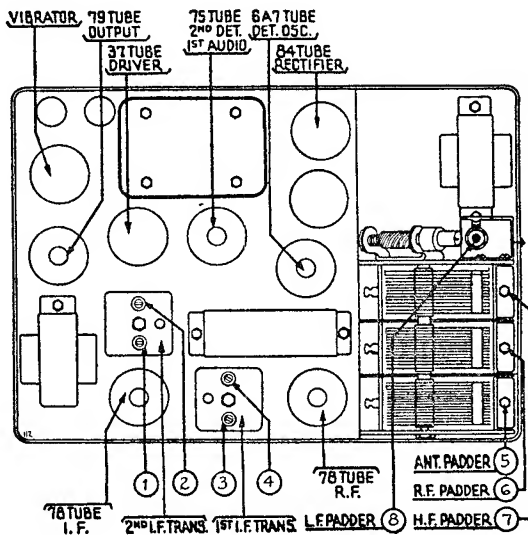 VIBRATOR
79 TUBE
OUTPUT
37 TUBE
DRIVER
75 TUBE
2ND DET.
1ST AUDIO
6A7 TUBE
DET. OSC.
84 TUBE
RECTIFIER
112
78 TUBE
I. F.
1
2
2ND I.F. TRANS.
3
4
1ST I.F. TRANS.
78 TUBE
R.F.
ANT. PADDER 5
R.F. PADDER 6
L.F. PADDER 8
H.F. PADDER 7